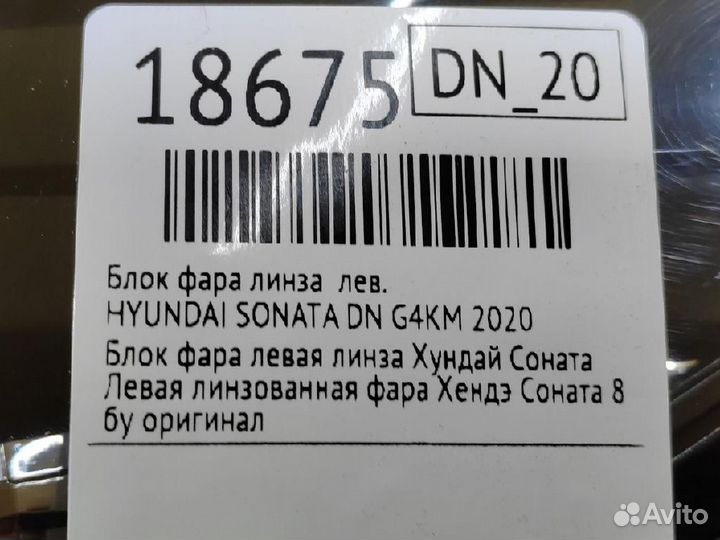 18675 DN_20
Блок фара линза лев.
HYUNDAI SONATA DN G4KM 2020
Блок фара левая линза Хундай Соната
Левая линзованная фара Хендэ Соната 8
бу оригинал
Avito